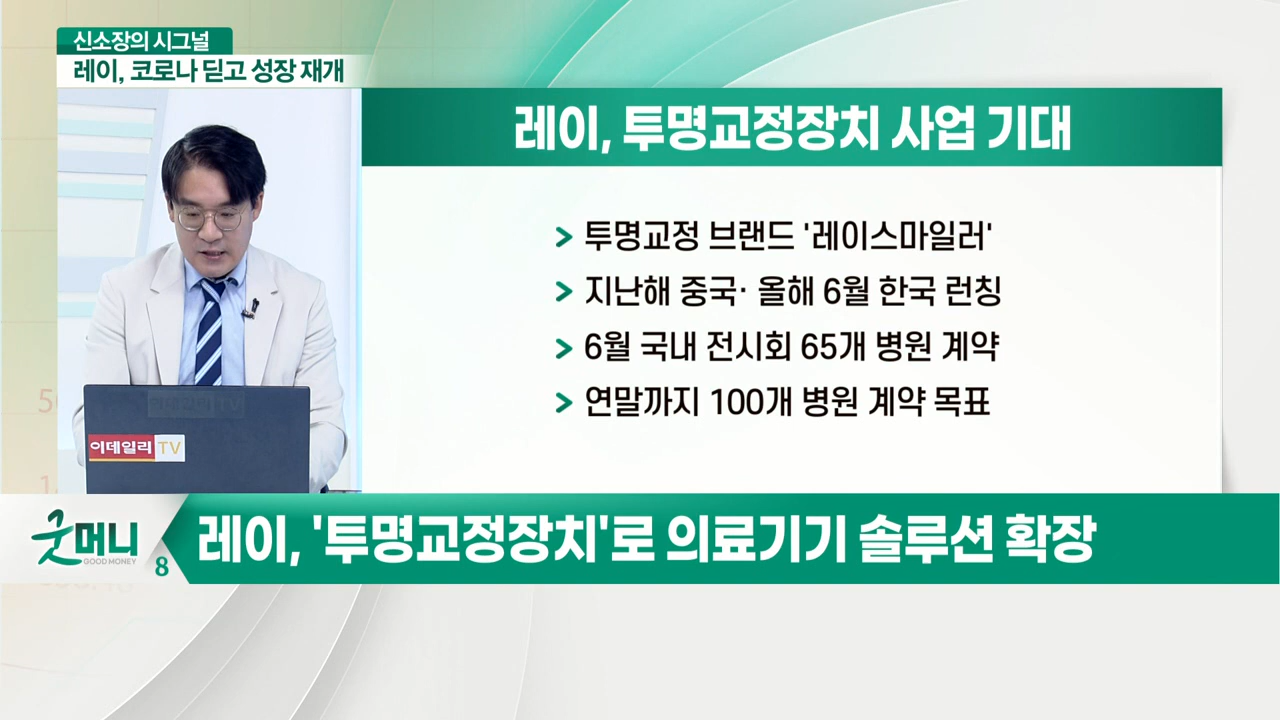 신소장의 시그널
레이, 코로나 딛고 성장 재개
레이, 투명교정장치 사업 기대
> 투명교정 브랜드 '레이스마일러'
> 지난해 중국· 올해 6월 한국 런칭
> 6월 국내 전시회 65개 병원 계약
> 연말까지 100개 병원 계약 목표
이데일리 TV
굿머니
GOOD MONEY
8
레이, '투명교정장치'로 의료기기 솔루션 확장